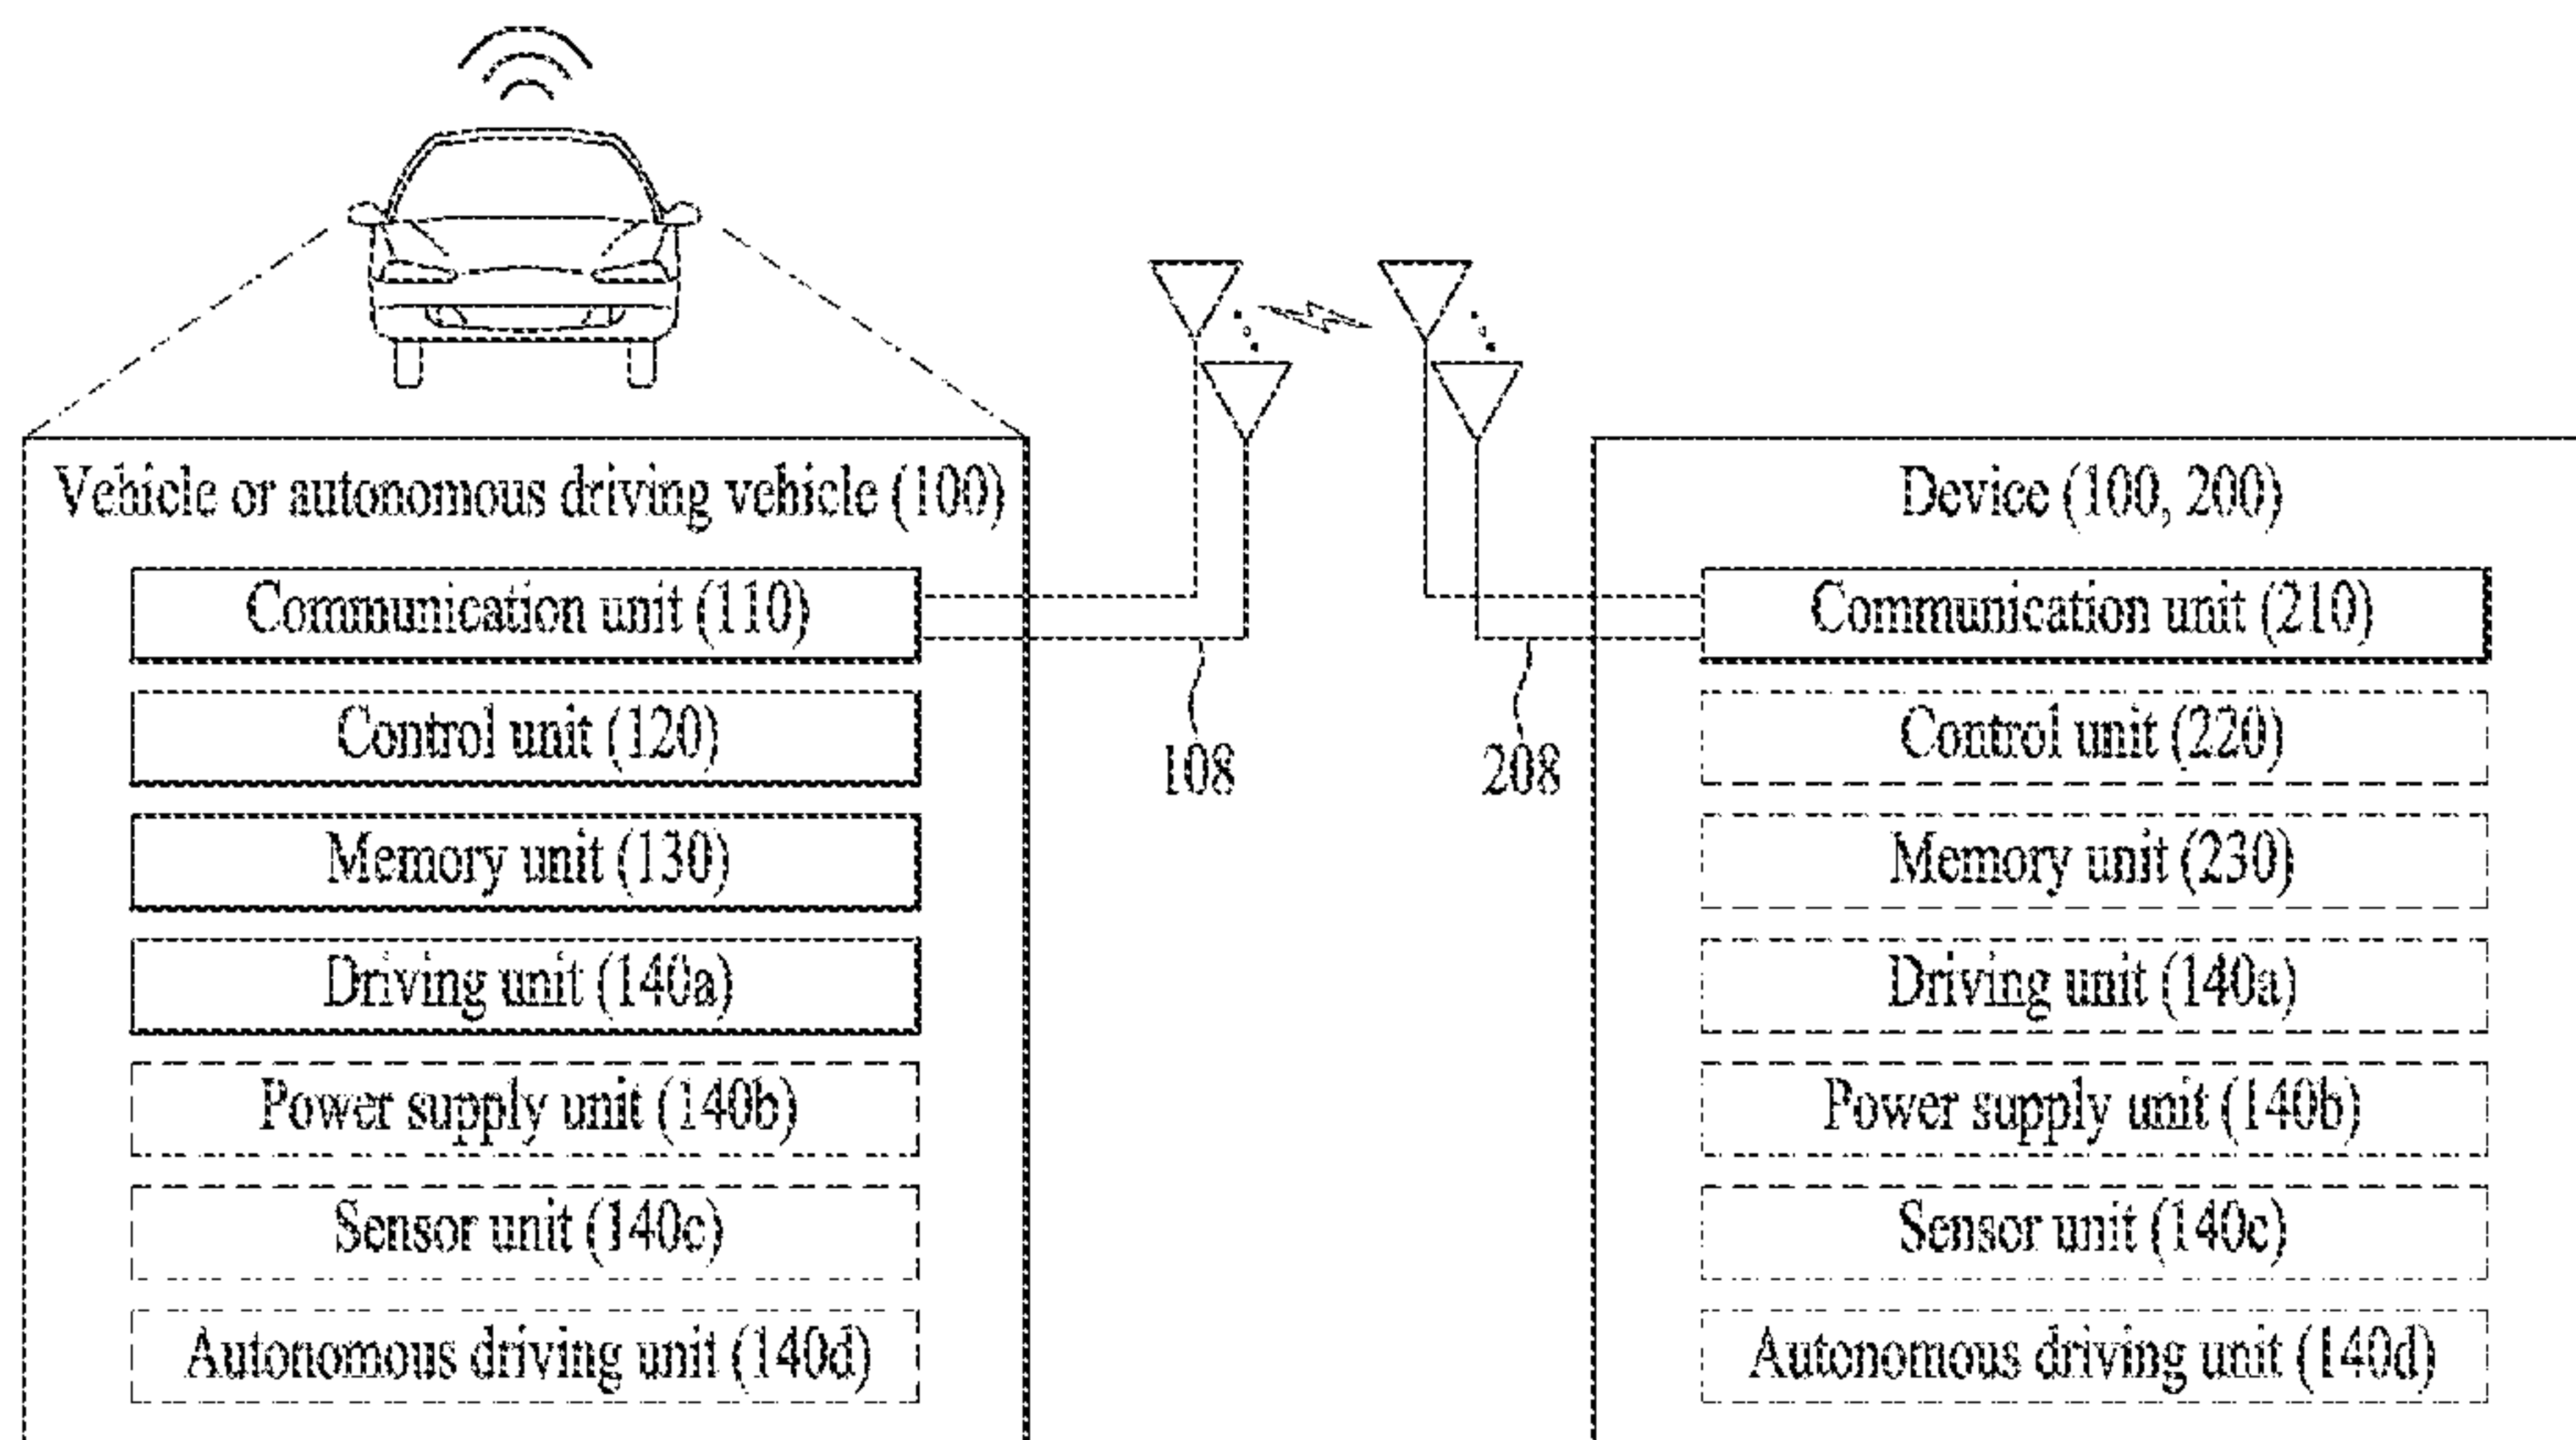 Vehicle or autonomous driving vehicle (100)
Communication unit (110)
Control unit (120)
Memory unit (130)
Driving unit (140a)
Power supply unit (140b)
Sensor unit (140c)
Autonomous driving unit (140d)
108
208
Device (100, 200)
Communication unit (210)
Control unit (220)
Memory unit (230)
Driving unit (140a)
Power supply unit (140b)
Sensor unit (140c)
Autonomous driving unit (140d)